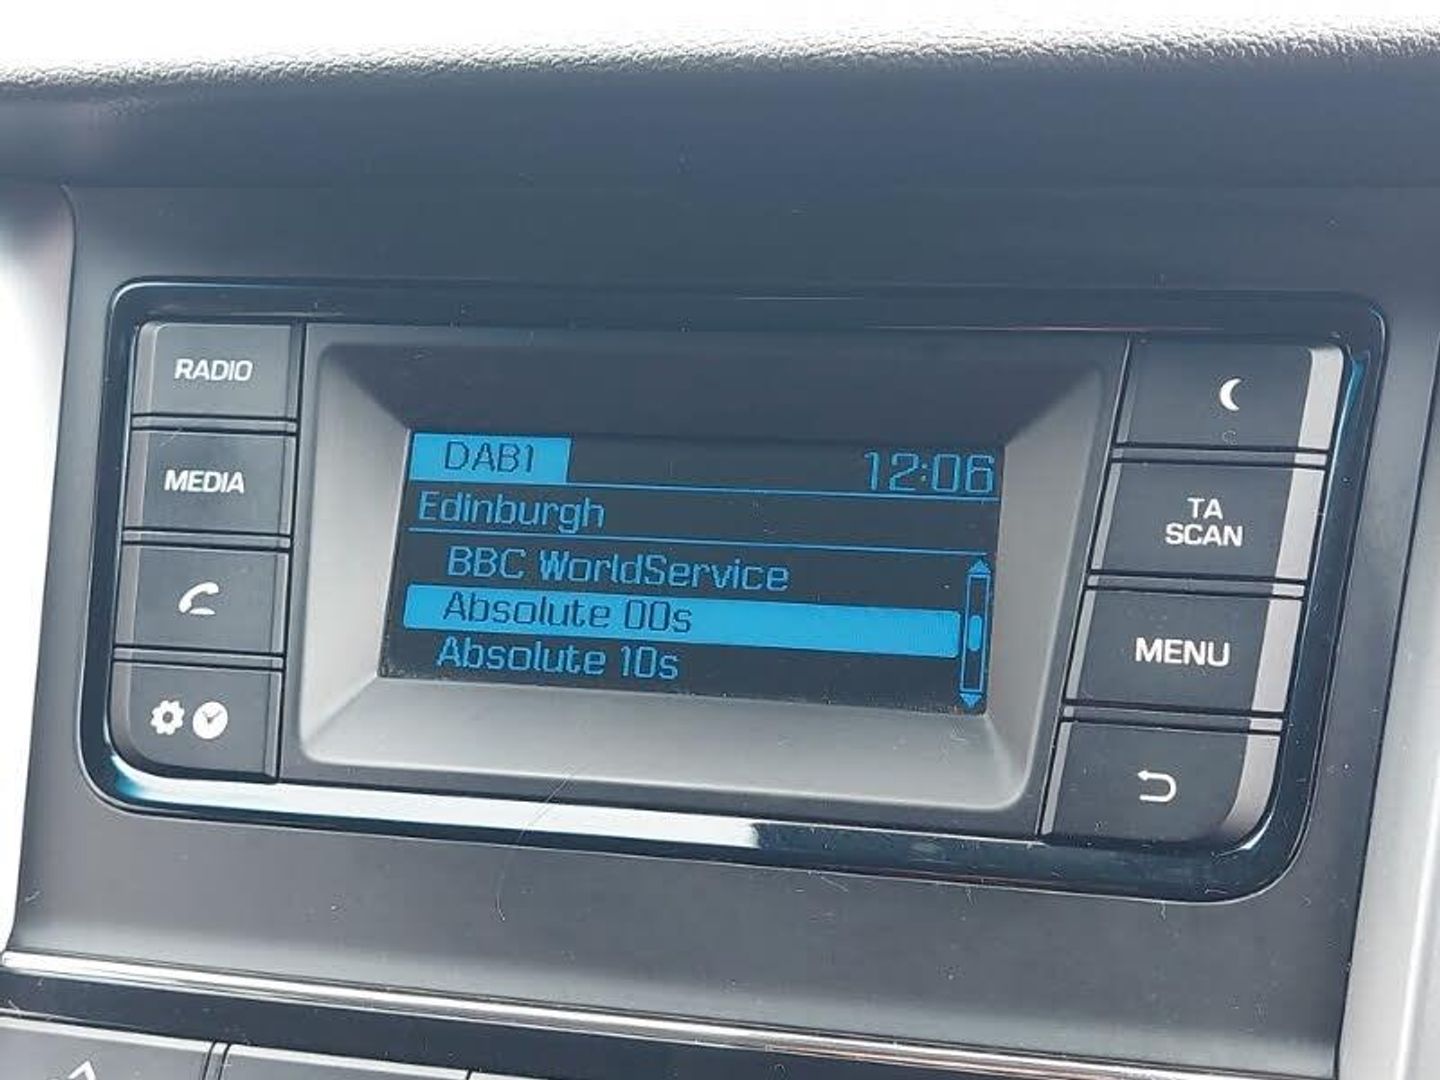 RADIO
MEDIA
DAB1 12:06
Edinburgh
BBC WorldService
Absolute 00s
Absolute 10s
TA
SCAN
MENU